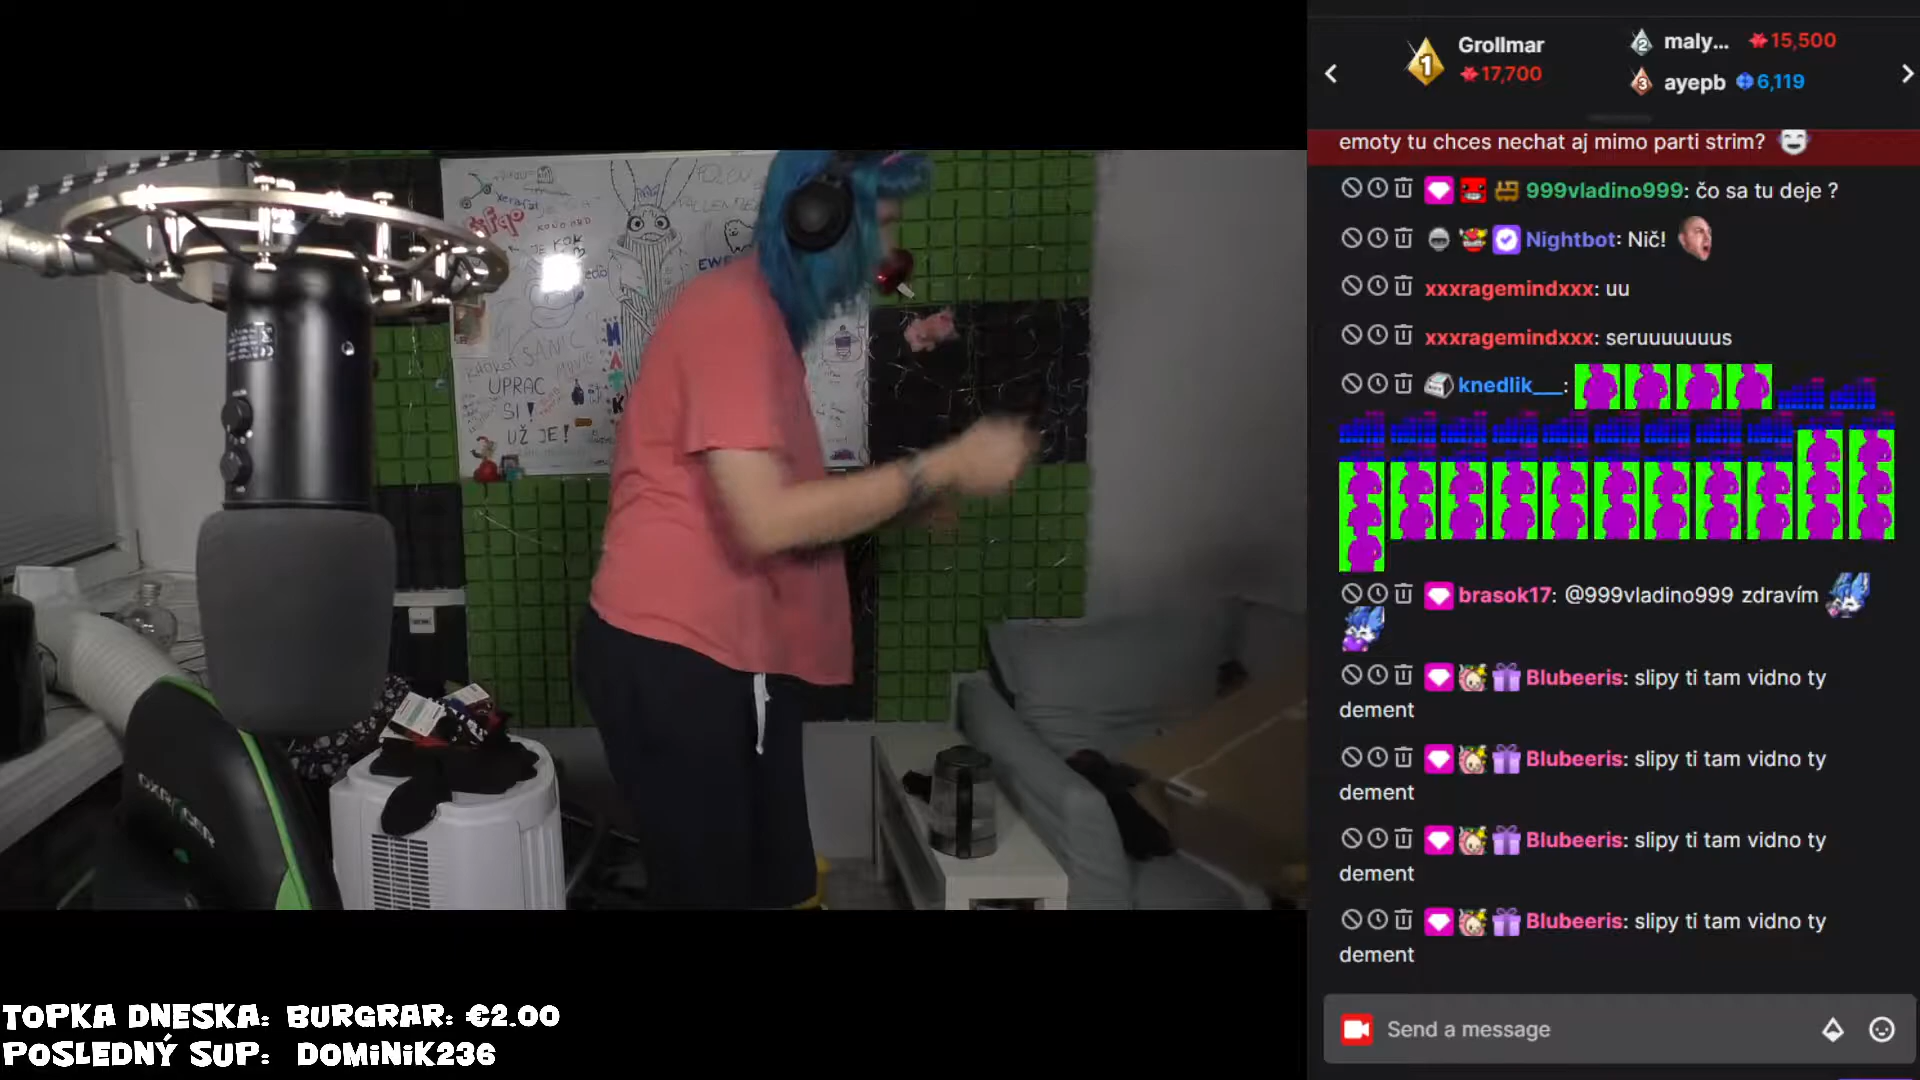 Grollmar
17,700
maly... 15,500
ayepb 6,119
emoty tu chces nechat aj mimo parti strim?
999vladino999: čo sa tu deje ?
Nightbot: Nič!
xxxragemindxxx: uu
xxxragemindxxx: seruuuuuuus
knedlik___:
brasok17: @999vladino999 zdravím
Blubeeris: slipy ti tam vidno ty
dement
Blubeeris: slipy ti tam vidno ty
dement
Blubeeris: slipy ti tam vidno ty
dement
Blubeeris: slipy ti tam vidno ty
dement
Send a message
SANIC
UPRAC
SI!
UŽ JE!
TOPKA DNESKA: BURGRAR: €2.00
POSLEDNÝ SUP: DOMiNiK236